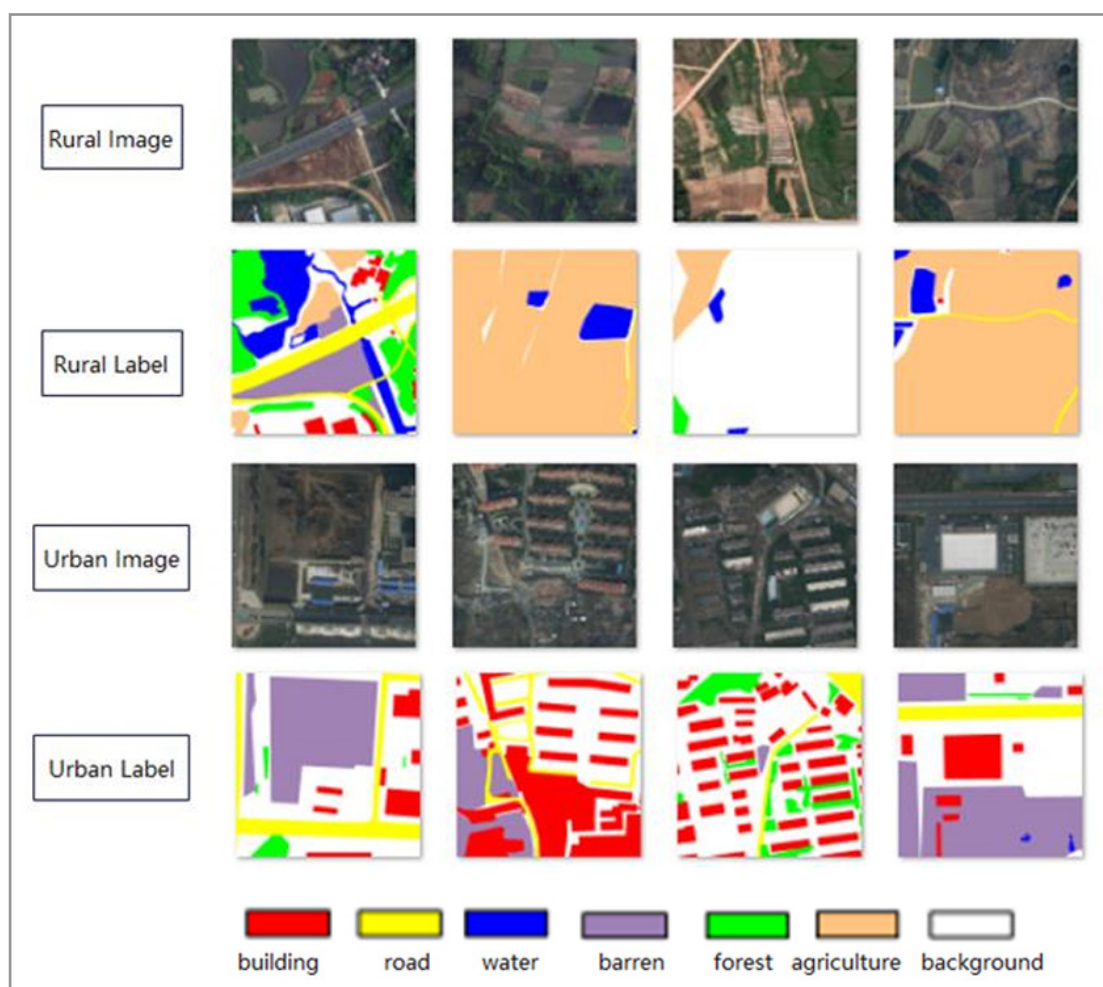 Rural Image
Rural Label
Urban Image
Urban Label
building road water barren forest agriculture background